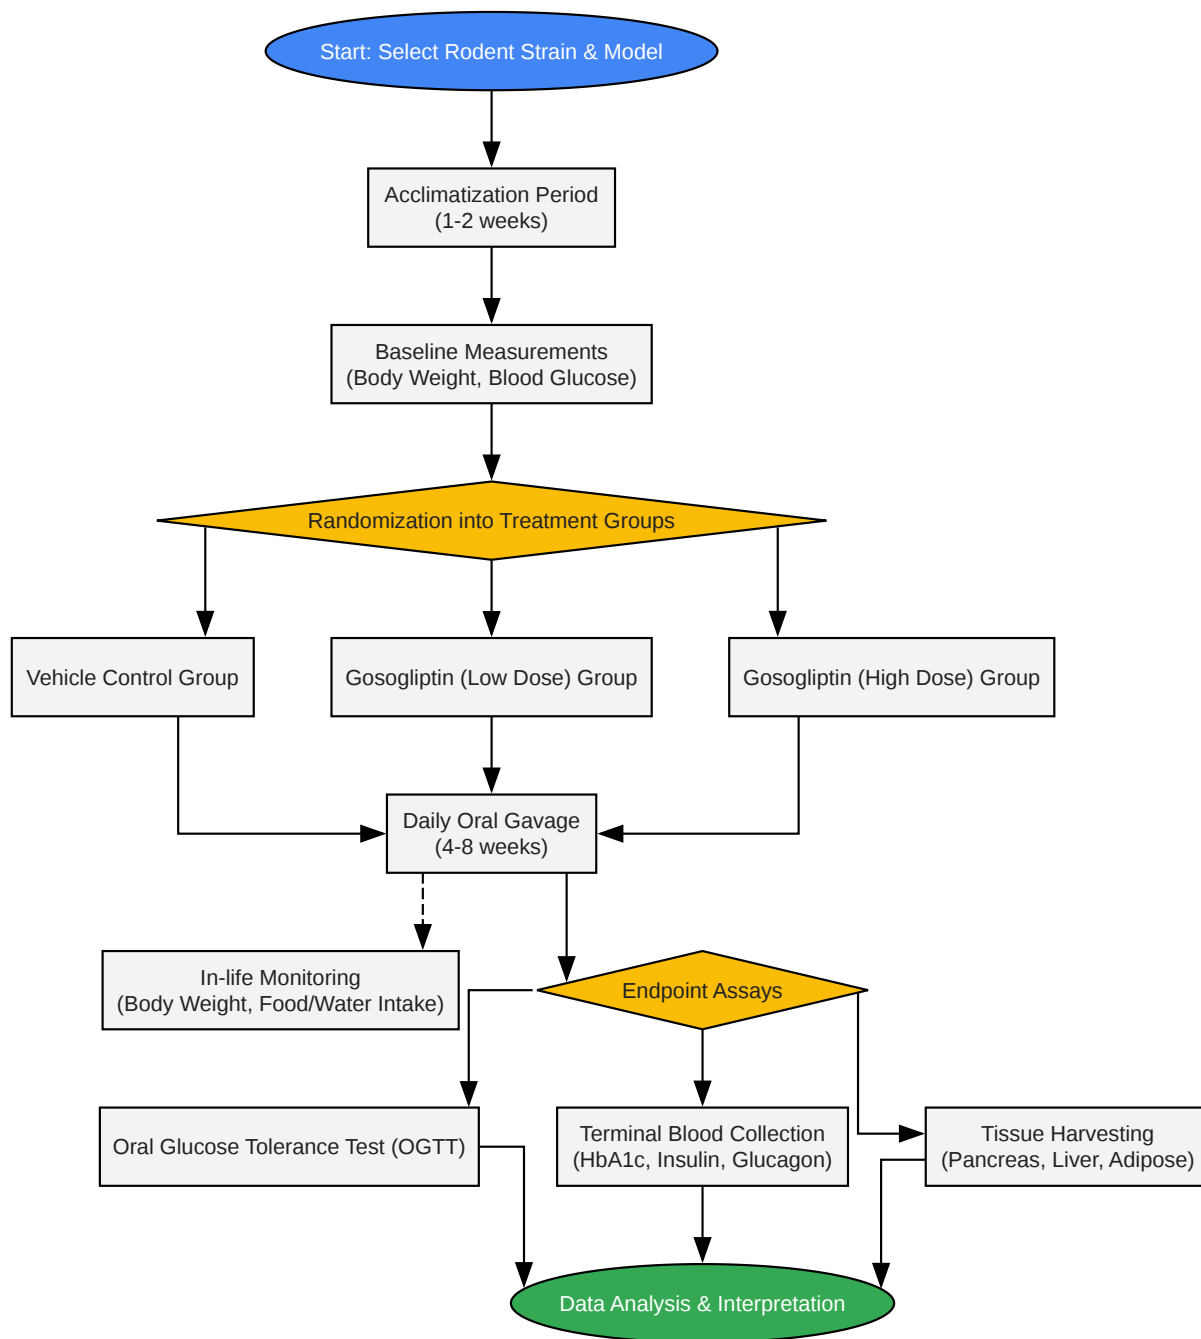 Start: Select Rodent Strain & Model
Acclimatization Period
(1-2 weeks)
Baseline Measurements
(Body Weight, Blood Glucose)
Randomization into Treatment Groups
Vehicle Control Group
Gosogliptin (Low Dose) Group
Gosogliptin (High Dose) Group
Daily Oral Gavage
(4-8 weeks)
In-life Monitoring
(Body Weight, Food/Water Intake)
Endpoint Assays
Oral Glucose Tolerance Test (OGTT)
Terminal Blood Collection
(HbA1c, Insulin, Glucagon)
Tissue Harvesting
(Pancreas, Liver, Adipose)
Data Analysis & Interpretation